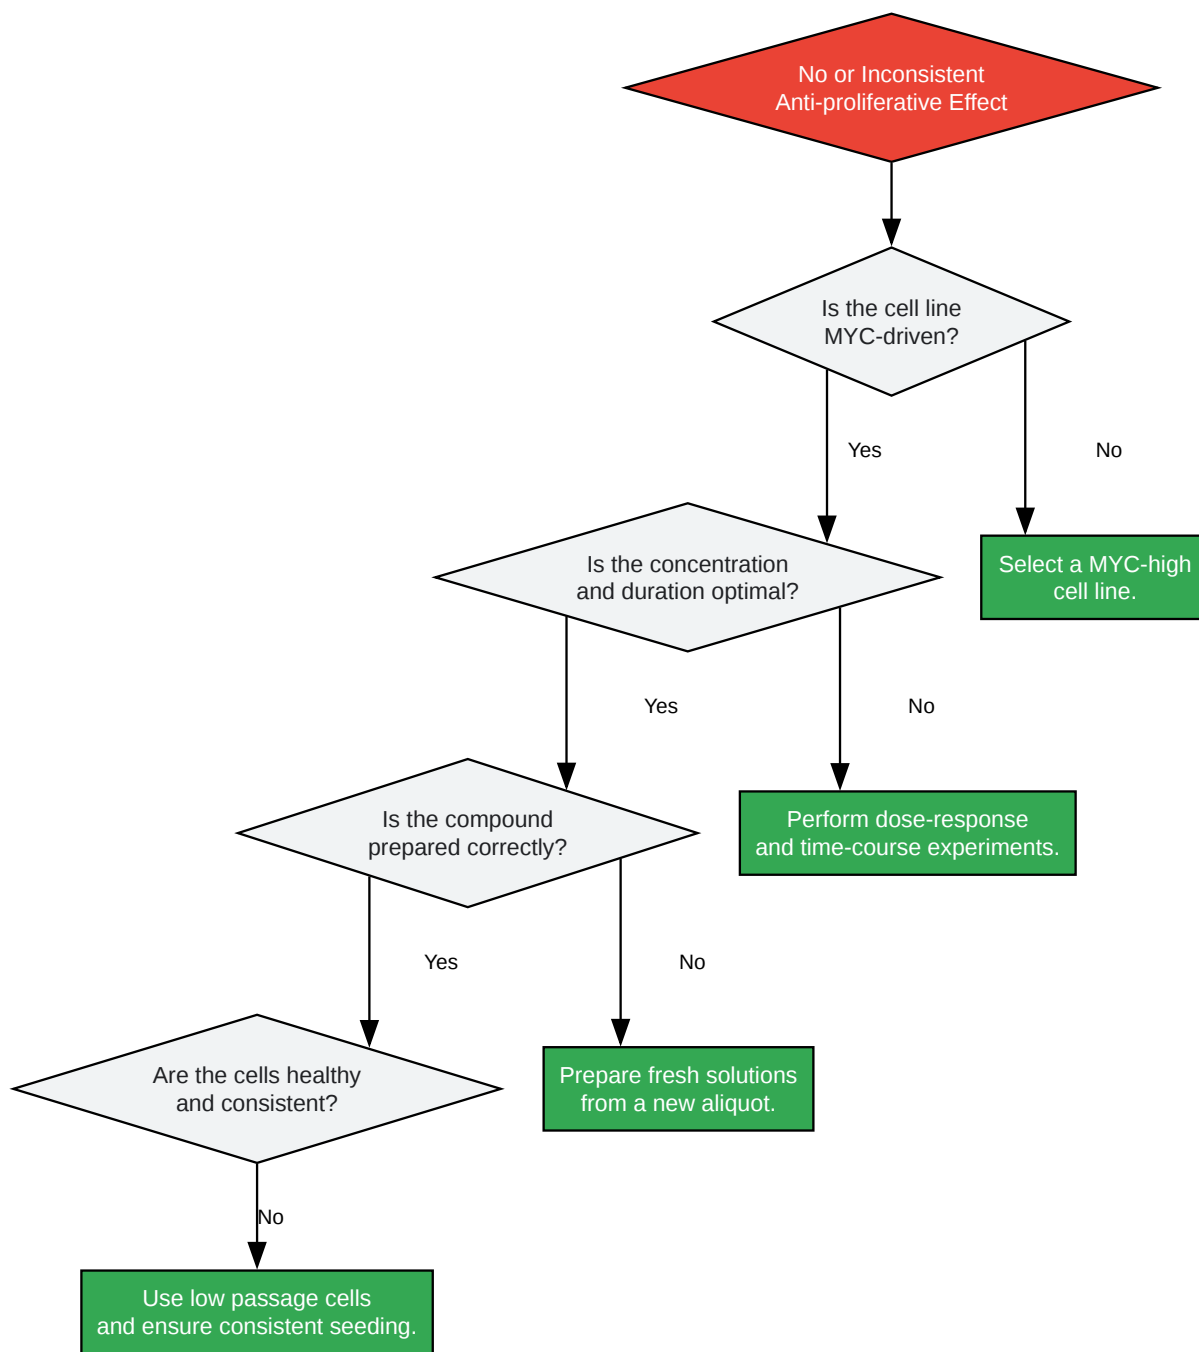 No or Inconsistent
Anti-proliferative Effect
Is the cell line
MYC-driven?
Yes
No
Is the concentration
and duration optimal?
Select a MYC-high
cell line.
Yes
No
Is the compound
prepared correctly?
Perform dose-response
and time-course experiments.
Yes
No
Are the cells healthy
and consistent?
Prepare fresh solutions
from a new aliquot.
No
Use low passage cells
and ensure consistent seeding.